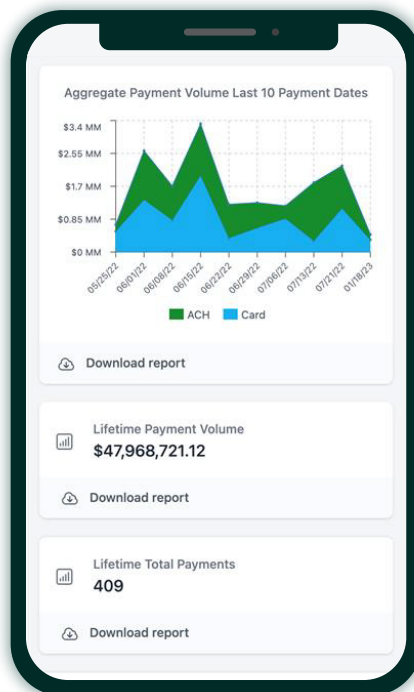 Aggregate Payment Volume Last 10 Payment Dates
$3.4 MM
$2.55 MM
$1.7 MM
$0.85 MM
$0 MM
05/25/22 06/01/22 06/08/22 06/15/22 06/22/22 06/29/22 07/06/22 07/13/22 07/21/22 01/18/23
ACH Card
Download report
Lifetime Payment Volume
$47,968,721.12
Download report
Lifetime Total Payments
409
Download report